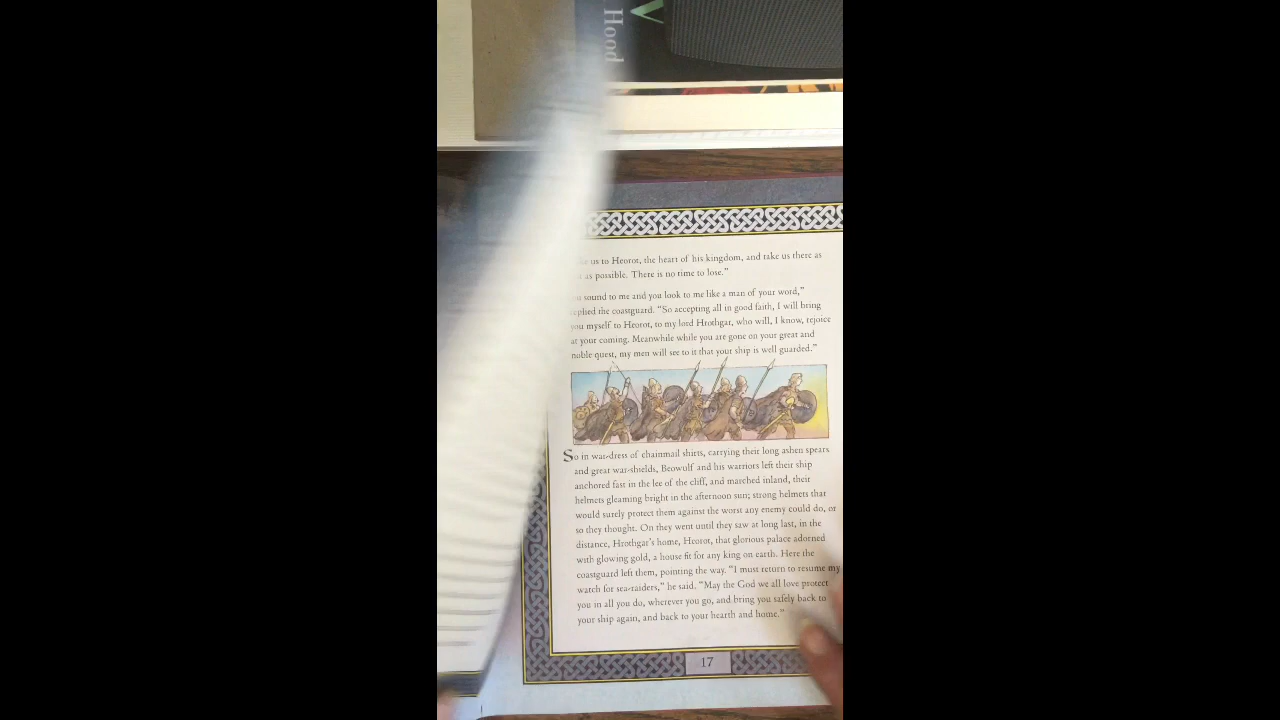 Hood
us to Heorot, the heart of his kingdom, and take us there as
as possible. There is no time to lose."
sound to me and you look to me like a man of your word,"
replied the coastguard. "So accepting all in good faith, I will bring
you myself to Heorot, to my lord Hrothgar, who will, I know, rejoice
at your coming. Meanwhile while you are gone on your great and
noble quest, my men will see to it that your ship is well guarded."
So in war-dress of chainmail shirts, carrying their long ashen spears
and great war-shields, Beowulf and his warriors left their ship
anchored fast in the lee of the cliff, and marched inland, their
helmets gleaming bright in the afternoon sun; strong helmets that
would surely protect them against the worst any enemy could do, or
so they thought. On they went until they saw at long last, in the
distance, Hrothgar's home, Heorot, that glorious palace adorned
with glowing gold, a house fit for any king on earth. Here the
coastguard left them, pointing the way. "I must return to resume my
watch for sea-raiders," he said. "May the God we all love protect
you in all you do, wherever you go, and bring you safely back to
your ship again, and back to your hearth and home."
17